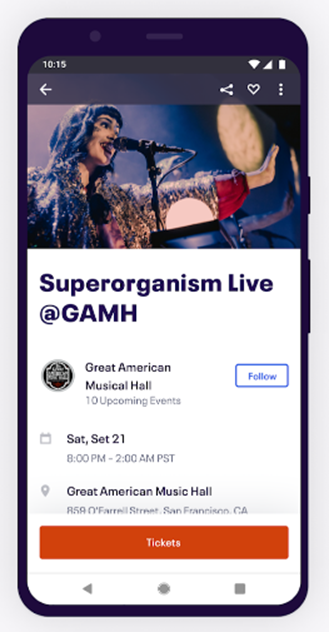 10:15
Superorganism Live
@GAMH
Great American
Musical Hall
10 Upcoming Events
Follow
Sat, Set 21
8:00 PM – 2:00 AM PST
Great American Music Hall
859 O'Farrell Street, San Francisco, CA
Tickets